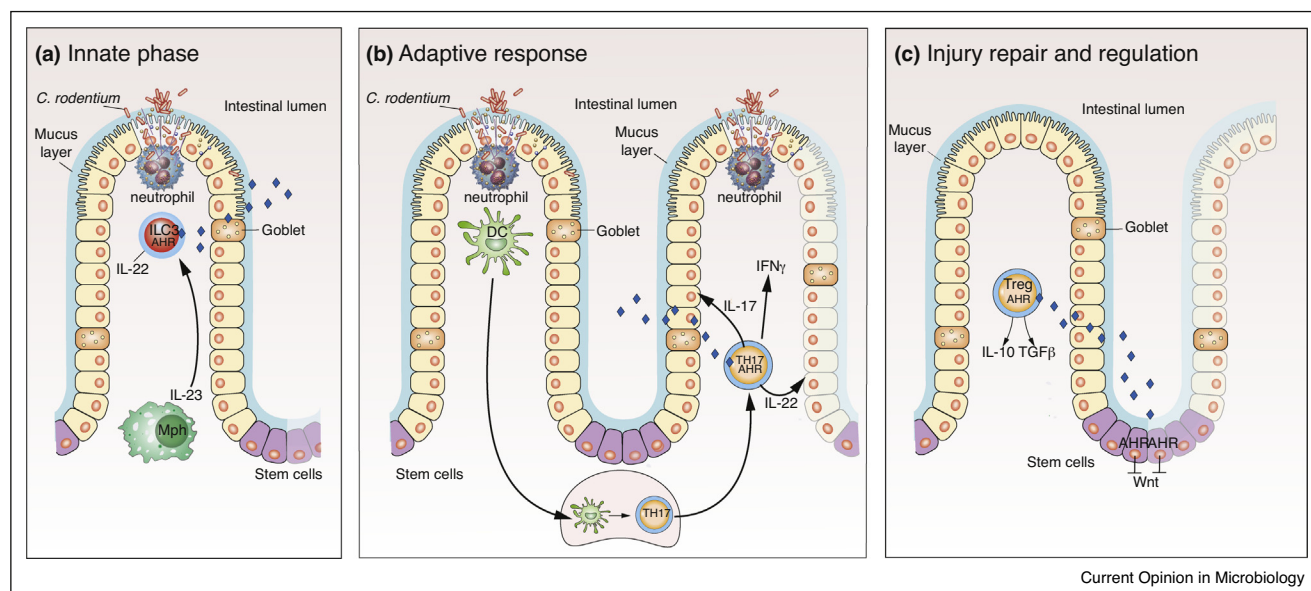 (a) Innate phase
C. rodentium
Intestinal lumen
Mucus
layer
neutrophil
ILC3
AHR
Goblet
IL-22
IL-23
Mph
Stem cells
(b) Adaptive response
C. rodentium
Intestinal lumen
Mucus
layer
neutrophil
neutrophil
DC
Goblet
IFNγ
IL-17
TH17
AHR
IL-22
Stem cells
TH17
(c) Injury repair and regulation
Intestinal lumen
Mucus
layer
Goblet
Treg
AHR
IL-10 TGFβ
AHR AHR
Stem cells
Wnt
Current Opinion in Microbiology